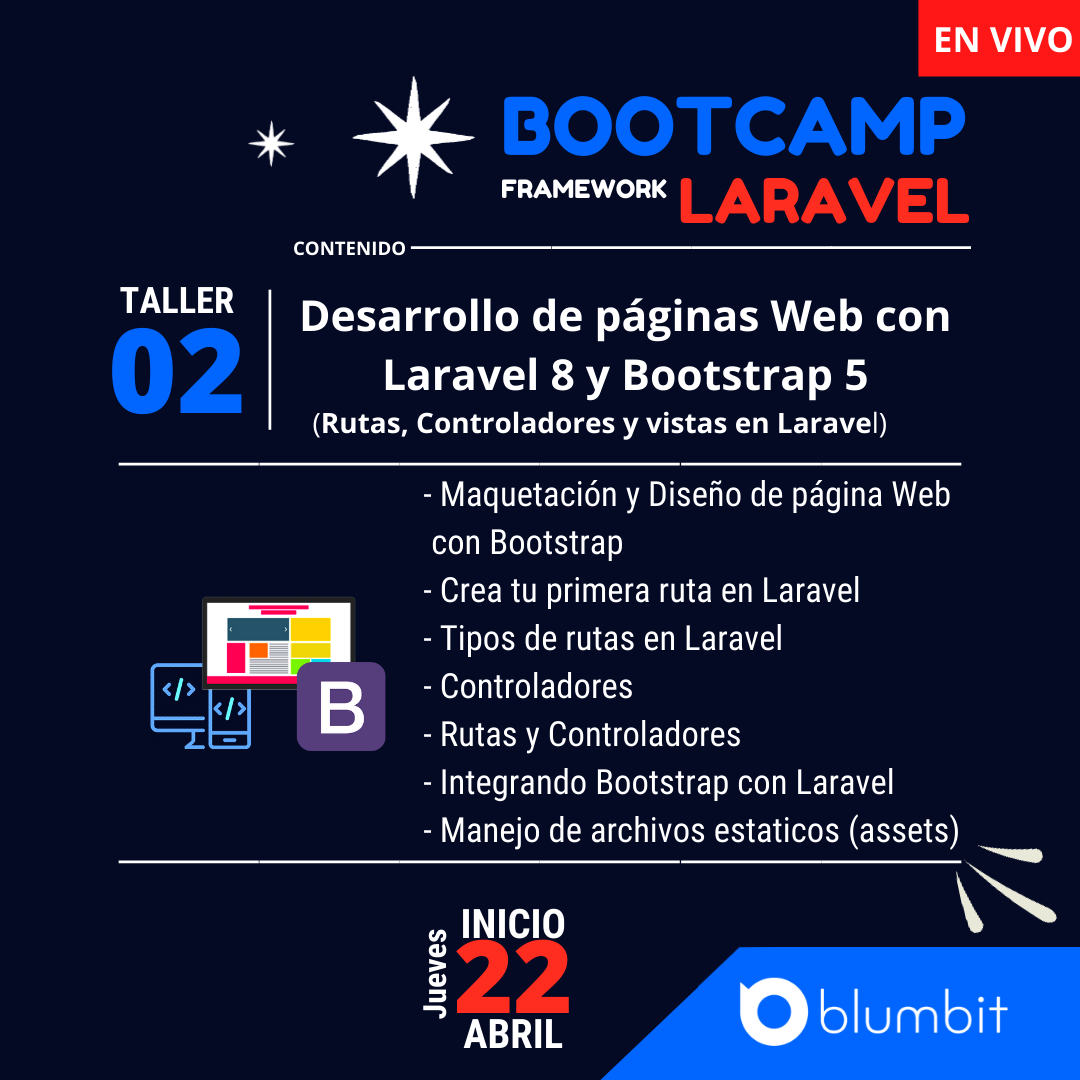 EN VIVO
BOOTCAMP
FRAMEWORK LARAVEL
CONTENIDO
TALLER
02
Desarrollo de páginas Web con
Laravel 8 y Bootstrap 5
(Rutas, Controladores y vistas en Laravel)
- Maquetación y Diseño de página Web
con Bootstrap
- Crea tu primera ruta en Laravel
- Tipos de rutas en Laravel
- Controladores
- Rutas y Controladores
- Integrando Bootstrap con Laravel
- Manejo de archivos estaticos (assets)
</>
</>
B
INICIO
Jueves
22
ABRIL
blumbit